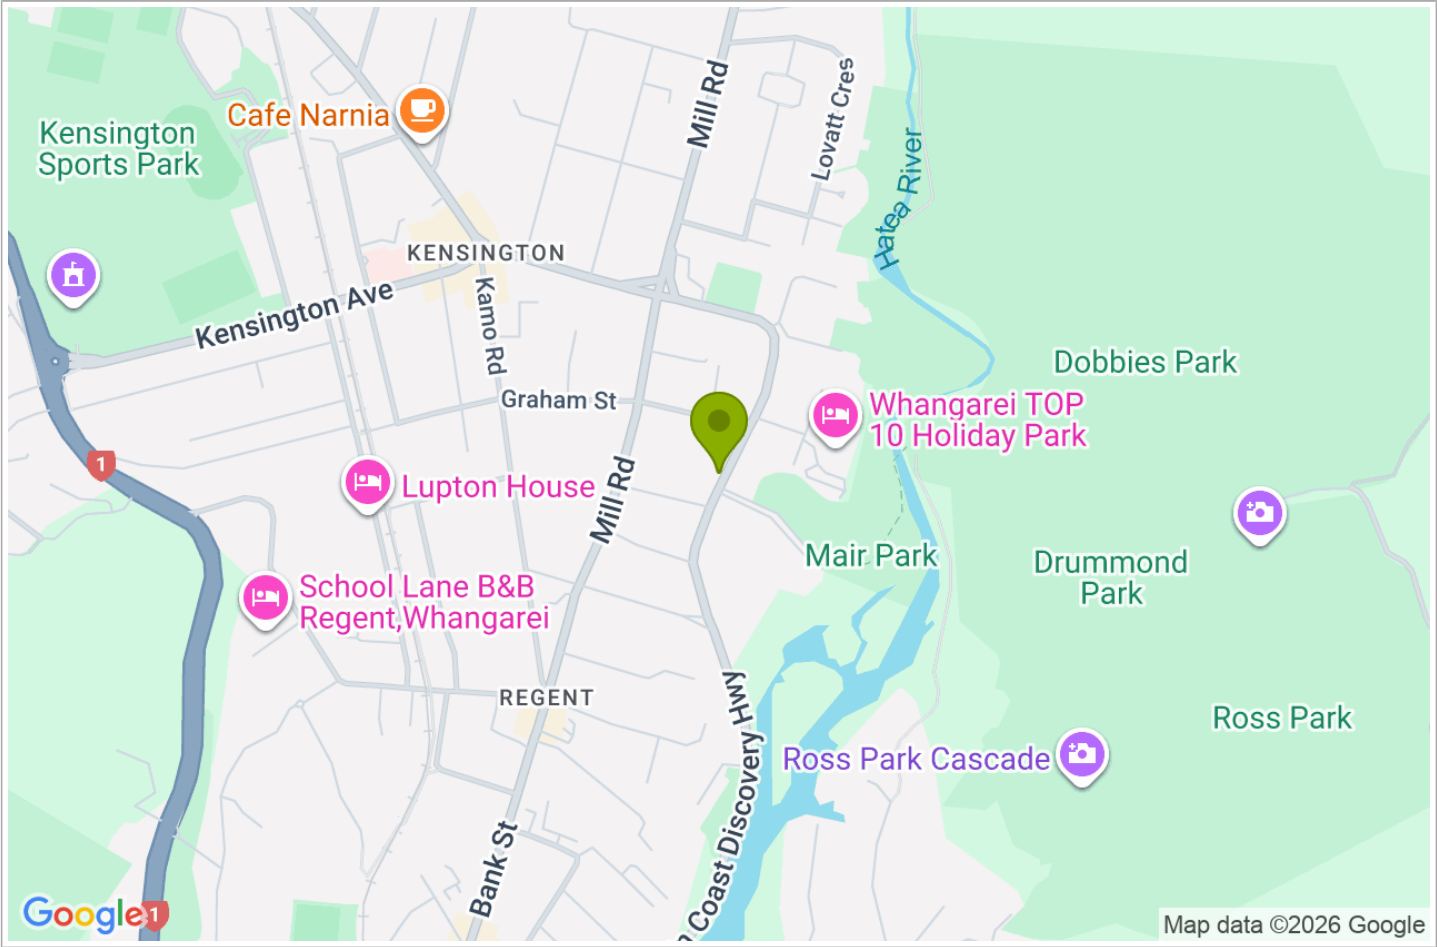 Mill Rd
Lovatt Cres
Cafe Narnia
Kensington
Sports Park
Hatea River
KENSINGTON
Kensington Ave
Kamo Rd
Dobbies Park
Graham St
Whangarei TOP
10 Holiday Park
1
Lupton House
Mill Rd
Mair Park
Drummond
Park
School Lane B&B
Regent,Whangarei
REGENT
Ross Park
Ross Park Cascade
Coast Discovery Hwy
Bank St
Google
1
Map data ©2026 Google